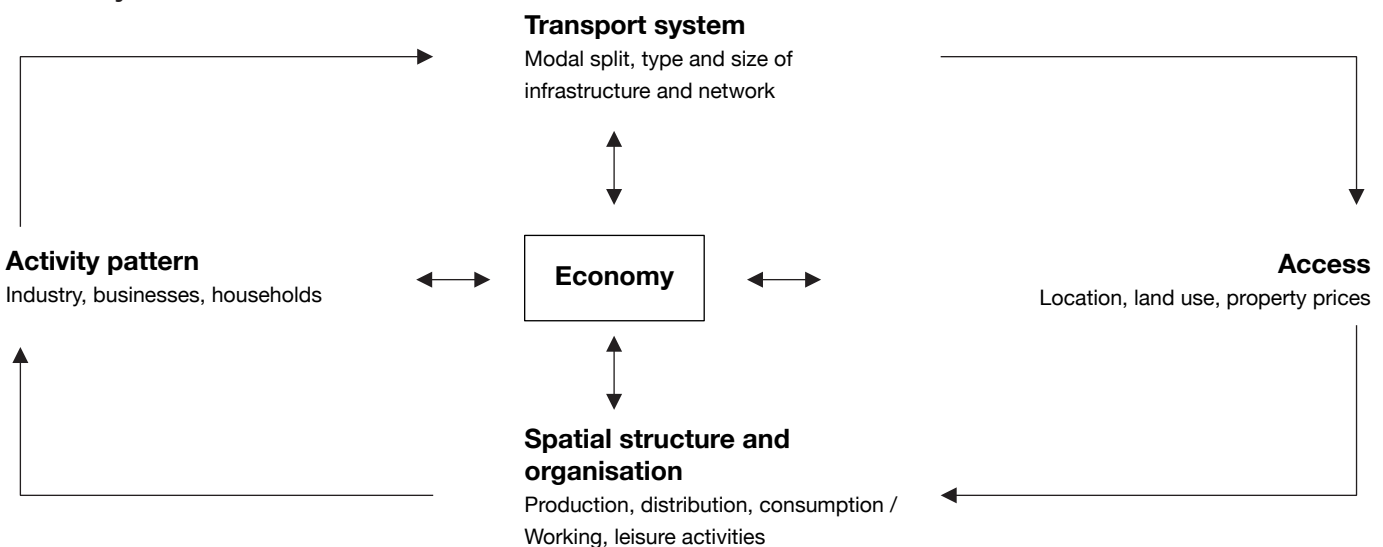 Transport system
Modal split, type and size of
infrastructure and network
Activity pattern
Industry, businesses, households
Economy
Access
Location, land use, property prices
Spatial structure and
organisation
Production, distribution, consumption /
Working, leisure activities